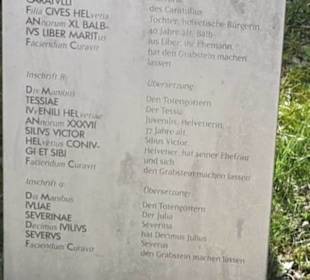 CARATVLLI
Filia CIVES HELveria
ANnorum XL BALB-
IVS LIBER MARITus
Faciendum Curavit
des Caratullus
Tochter, helvetische Bürgerin,
40 Jahre alt. Balb-
ius Liber, ihr Ehemann,
hat den Grabstein machen
lassen
Inschrift 8:
Dis Manibus
TESSIAE
IVVENILI HELvetiae
ANnorum XXXVII
SILIVS VICTOR
HELvetius CONIV-
GI ET SIBI
Faciendum Curavit
Übersetzung:
Den Totengöttern
Der Tessia
Juvenilis, Helvetierin,
37 Jahre alt.
Silius Victor,
Helvetier, hat seiner Ehefrau
und sich
den Grabstein machen lassen
Inschrift 9:
Dis Manibus
IVLIAE
SEVERINAE
Decimus IVLIVS
SEVERVS
Faciendum Curavit
Übersetzung:
Den Totengöttern
Der Julia
Severina
hat Decimus Julius
Severus
den Grabstein machen lassen